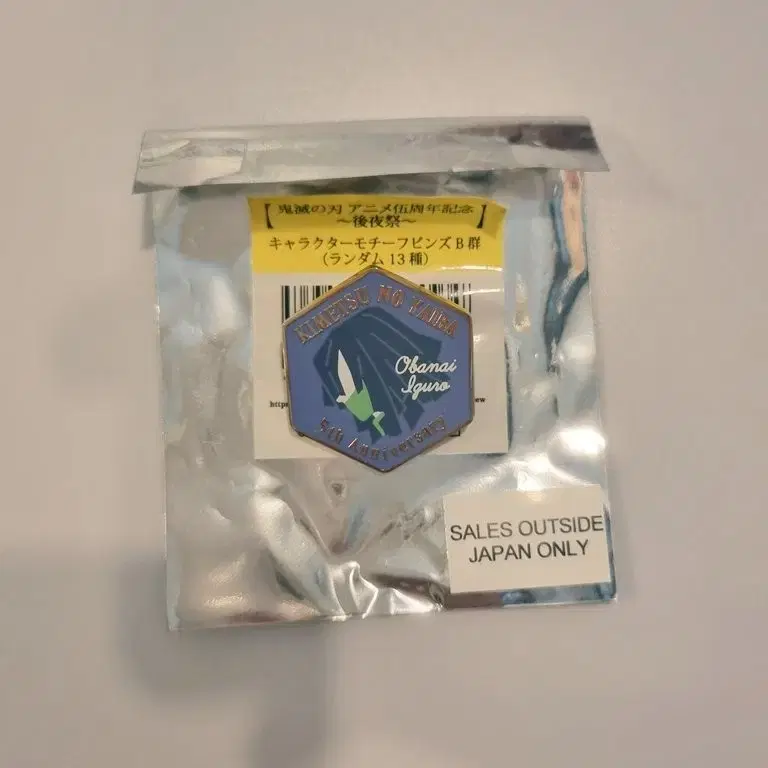 【鬼滅の刃 アニメ伍周年記念】
～後夜祭～
キャラクターモチーフピンズ B 群
（ランダム 13 種）
KIMETSU NO YAIBA
Obanai
Iguro
5th Anniversary
SALES OUTSIDE
JAPAN ONLY